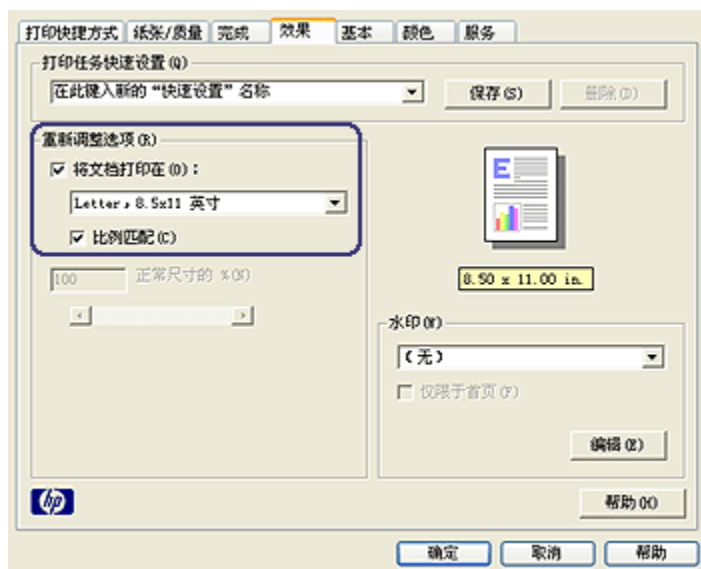 打印快捷方式 纸张/质量 完成 效果 基本 颜色 服务
打印任务快速设置(Q)
在此键入新的“快速设置”名称
保存(S) 删除(D)
重新调整选项(R)
将文档打印在(O)：
Letter，8.5x11 英寸
比例匹配(C)
100 正常尺寸的 %(N)
E
8.50 x 11.00 in.
水印(W)
(无)
仅限于首页(F)
编辑(E)
hp
帮助(H)
确定 取消 帮助